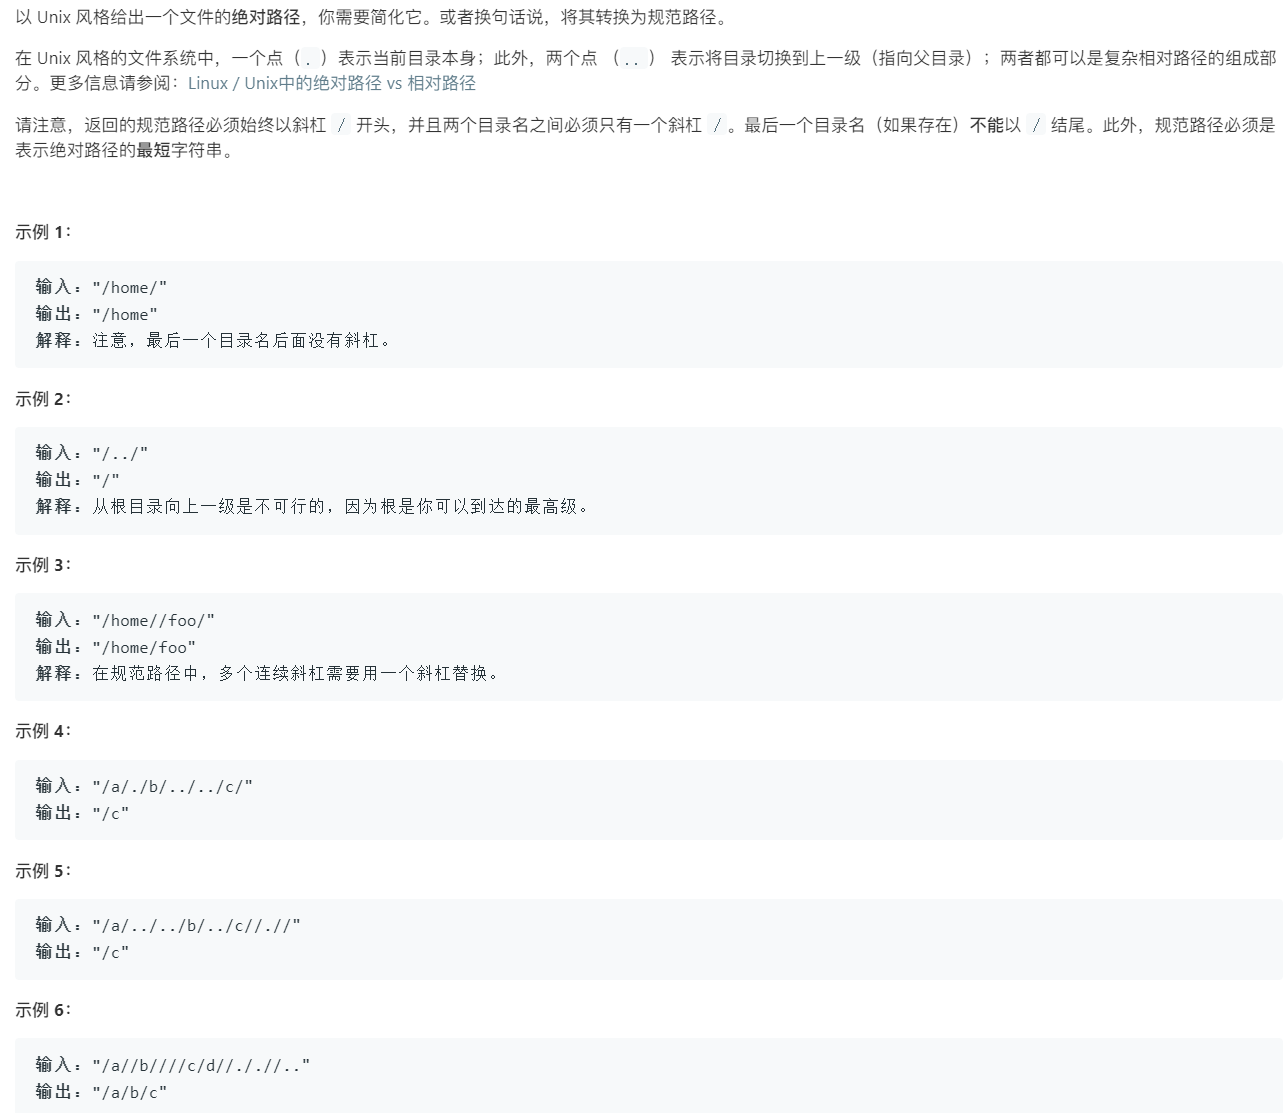 以 Unix 风格给出一个文件的绝对路径，你需要简化它。或者换句话说，将其转换为规范路径。
在 Unix 风格的文件系统中，一个点（.）表示当前目录本身；此外，两个点 （..） 表示将目录切换到上一级（指向父目录）；两者都可以是复杂相对路径的组成部
分。更多信息请参阅：Linux / Unix中的绝对路径 vs 相对路径
请注意，返回的规范路径必须始终以斜杠 / 开头，并且两个目录名之间必须只有一个斜杠 /。最后一个目录名（如果存在）不能以 / 结尾。此外，规范路径必须是
表示绝对路径的最短字符串。
示例 1：
输入："/home/"
输出："/home"
解释：注意，最后一个目录名后面没有斜杠。
示例 2：
输入："/../"
输出："/"
解释：从根目录向上一级是不可行的，因为根是你可以到达的最高级。
示例 3：
输入："/home//foo/"
输出："/home/foo"
解释：在规范路径中，多个连续斜杠需要用一个斜杠替换。
示例 4：
输入："/a/./b/../../c/"
输出："/c"
示例 5：
输入："/a/../../b/../c//.//"
输出："/c"
示例 6：
输入："/a//b////c/d//././/.."
输出："/a/b/c"